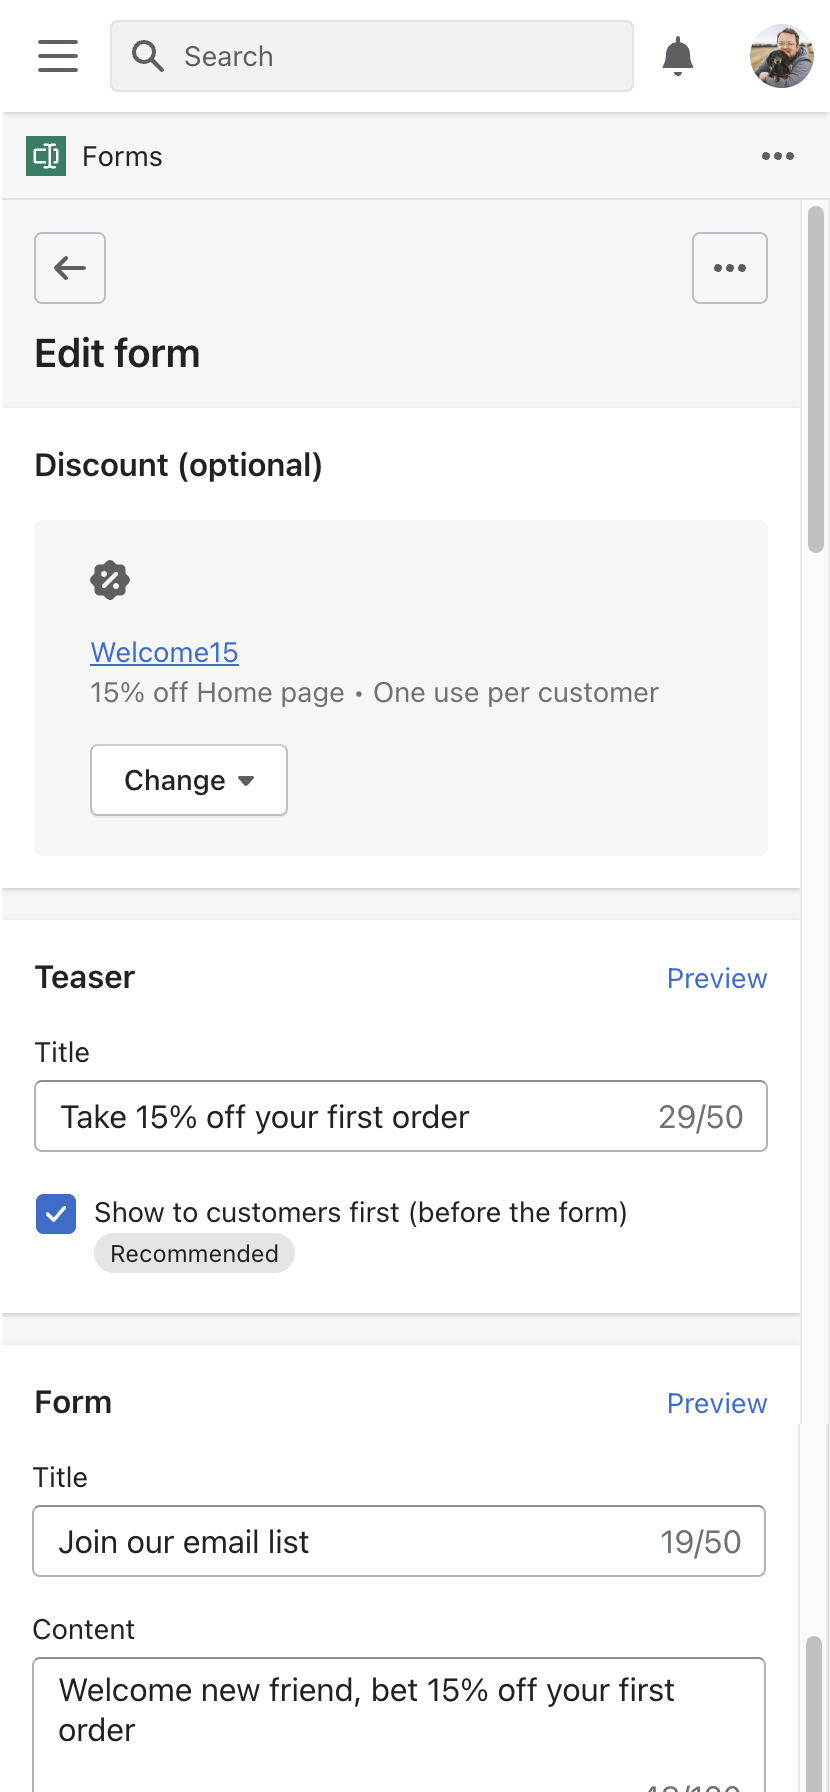 Search
Forms
Edit form
Discount (optional)
Welcome15
15% off Home page • One use per customer
Change
Teaser
Preview
Title
Take 15% off your first order
29/50
Show to customers first (before the form)
Recommended
Form
Preview
Title
Join our email list
19/50
Content
Welcome new friend, bet 15% off your first
order